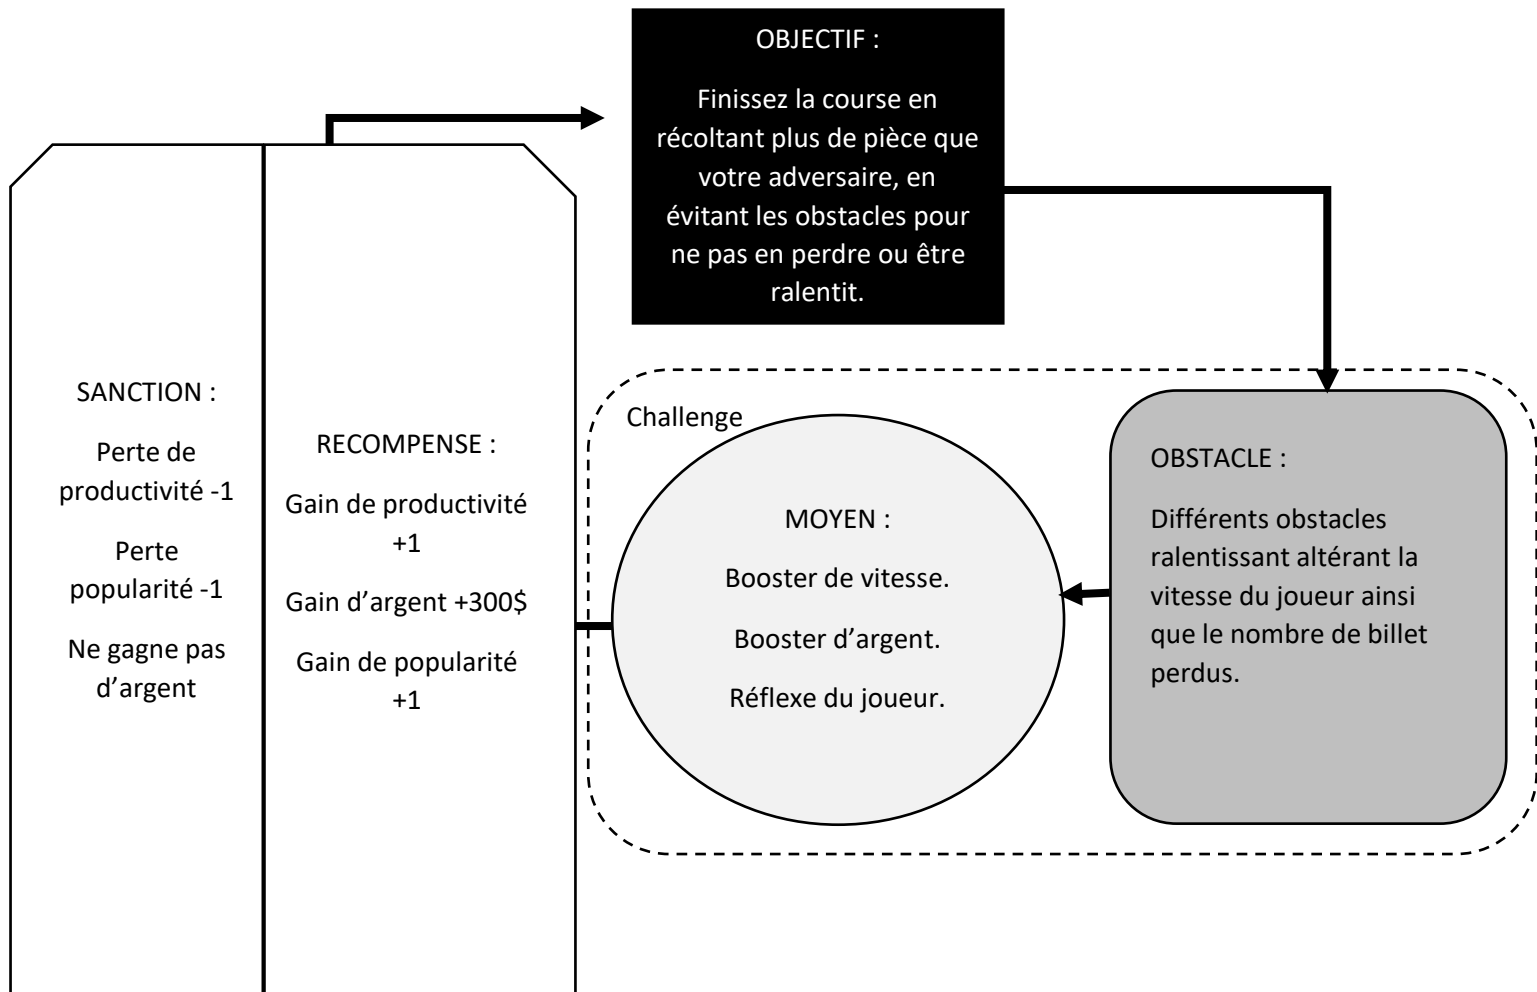 OBJECTIF :
Finissez la course en
récoltant plus de pièce que
votre adversaire, en
évitant les obstacles pour
ne pas en perdre ou être
ralentit.
SANCTION :
Perte de
productivité -1
Perte
popularité -1
Ne gagne pas
d’argent
RECOMPENSE :
Gain de productivité
+1
Gain d’argent +300$
Gain de popularité
+1
Challenge
MOYEN :
Booster de vitesse.
Booster d’argent.
Réflexe du joueur.
OBSTACLE :
Différents obstacles
ralentissant altérant la
vitesse du joueur ainsi
que le nombre de billet
perdus.